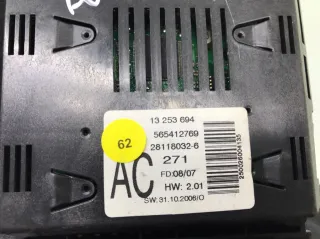 13 253 694
565412769
28118032-6
62
AC 271
FD:08/07
HW: 2.01
SW:31.10.2006/O